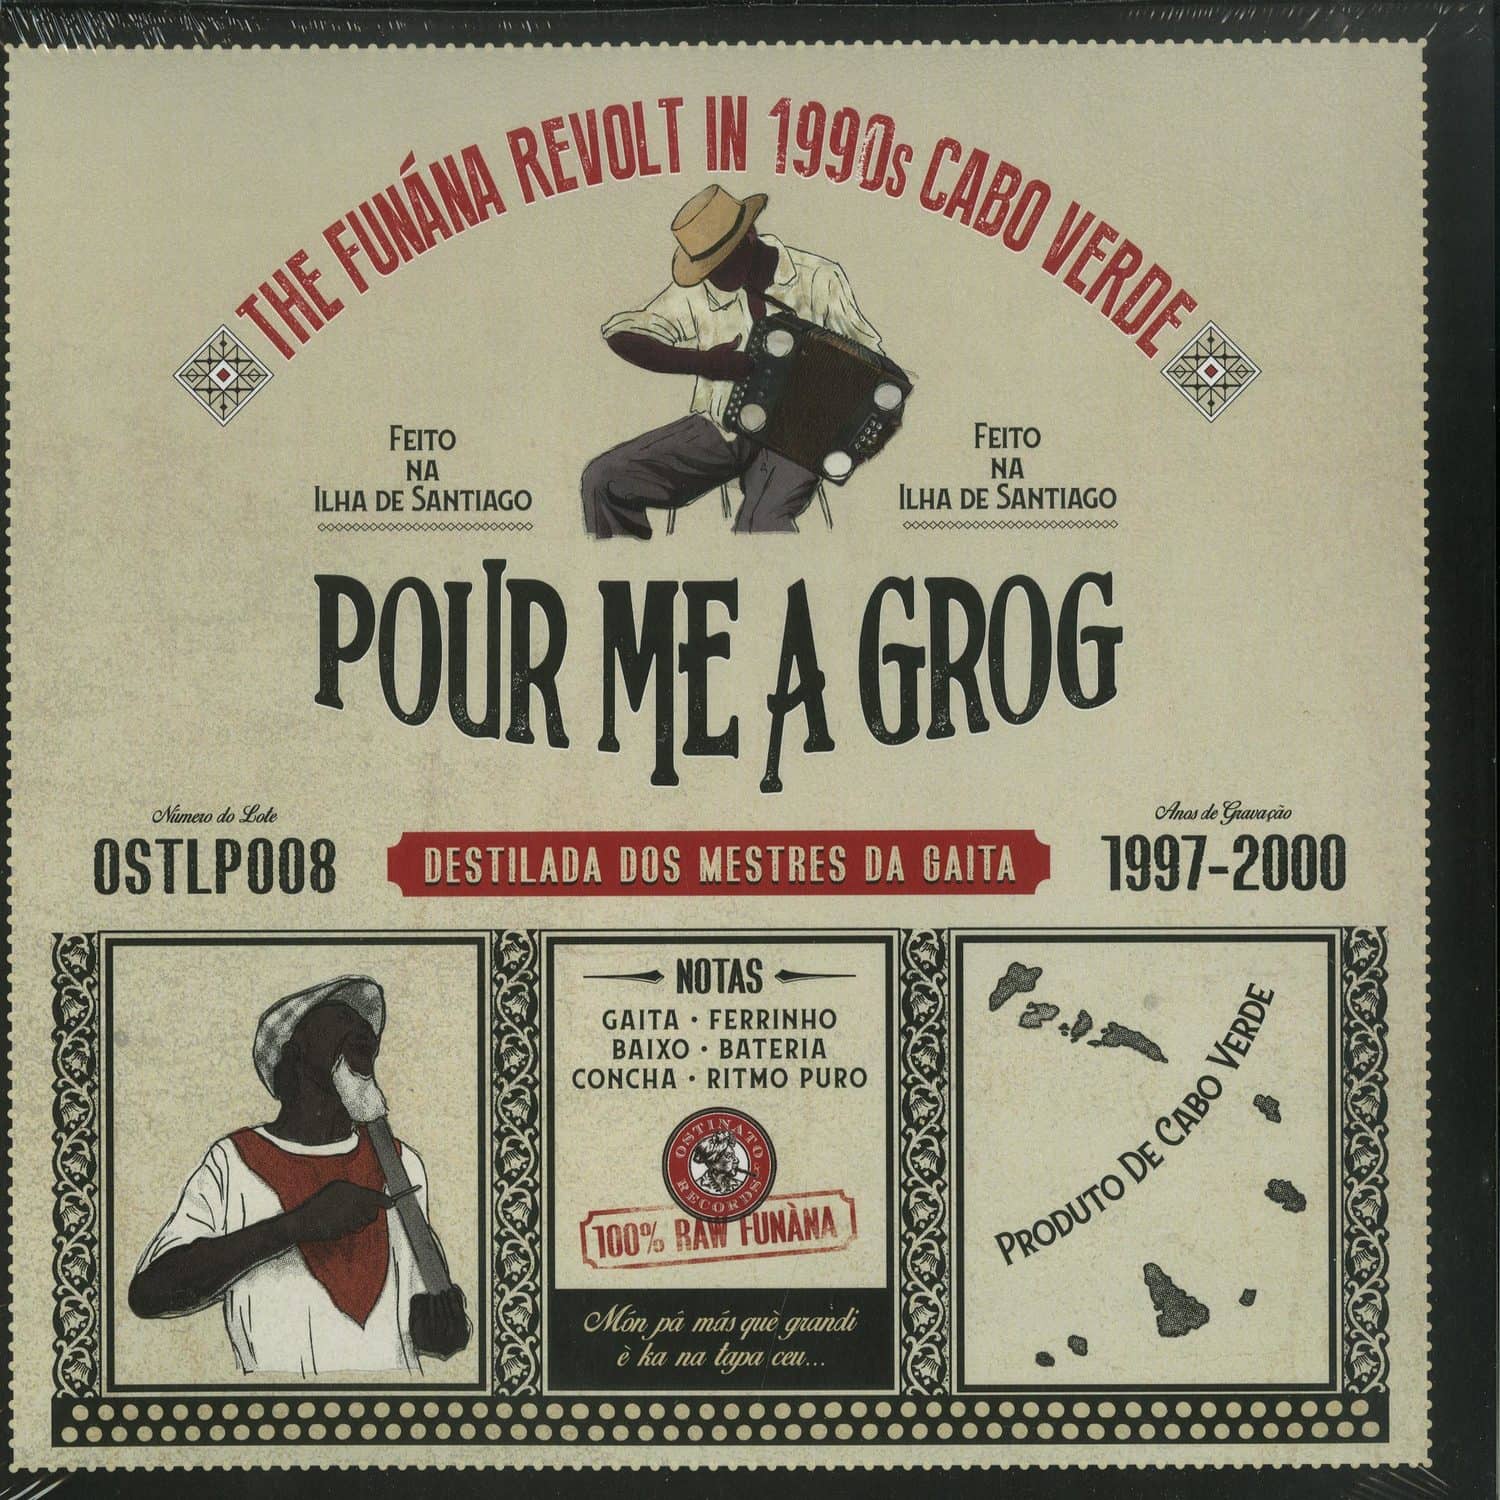 THE FUNÁNA REVOLT IN 1990s CABO VERDE
FEITO
NA
ILHA DE SANTIAGO
FEITO
NA
ILHA DE SANTIAGO
POUR ME A GROG
Número do Lote
OSTLP008
DESTILADA DOS MESTRES DA GAITA
Anos de Gravação
1997-2000
NOTAS
GAITA · FERRINHO
BAIXO · BATERIA
CONCHA · RITMO PURO
OSTINATO
RECORDS
100% RAW FUNÀNA
Món pá más què grandi
è ka na tapa ceu...
PRODUTO DE CABO VERDE